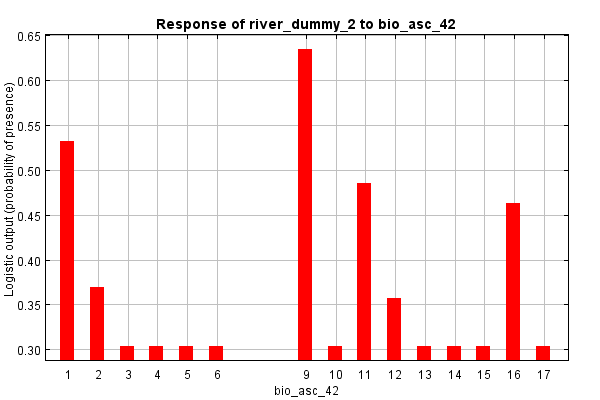 Response of river_dummy_2 to bio_asc_42
Logistic output (probability of presence)
0.65
0.60
0.55
0.50
0.45
0.40
0.35
0.30
1 2 3 4 5 6 9 10 11 12 13 14 15 16 17
bio_asc_42